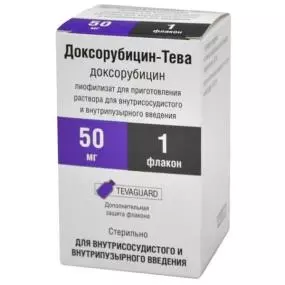 50
мг
1
флакон
Доксорубицин-Тева
доксорубицин
лиофилизат для приготовления
раствора для внутрисосудистого
и внутрипузырного введения
50
мг
1
флакон
TEVAGUARD
Дополнительная
защита флакона
Стерильно
ДЛЯ ВНУТРИСОСУДИСТОГО И
ВНУТРИПУЗЫРНОГО ВВЕДЕНИЯ